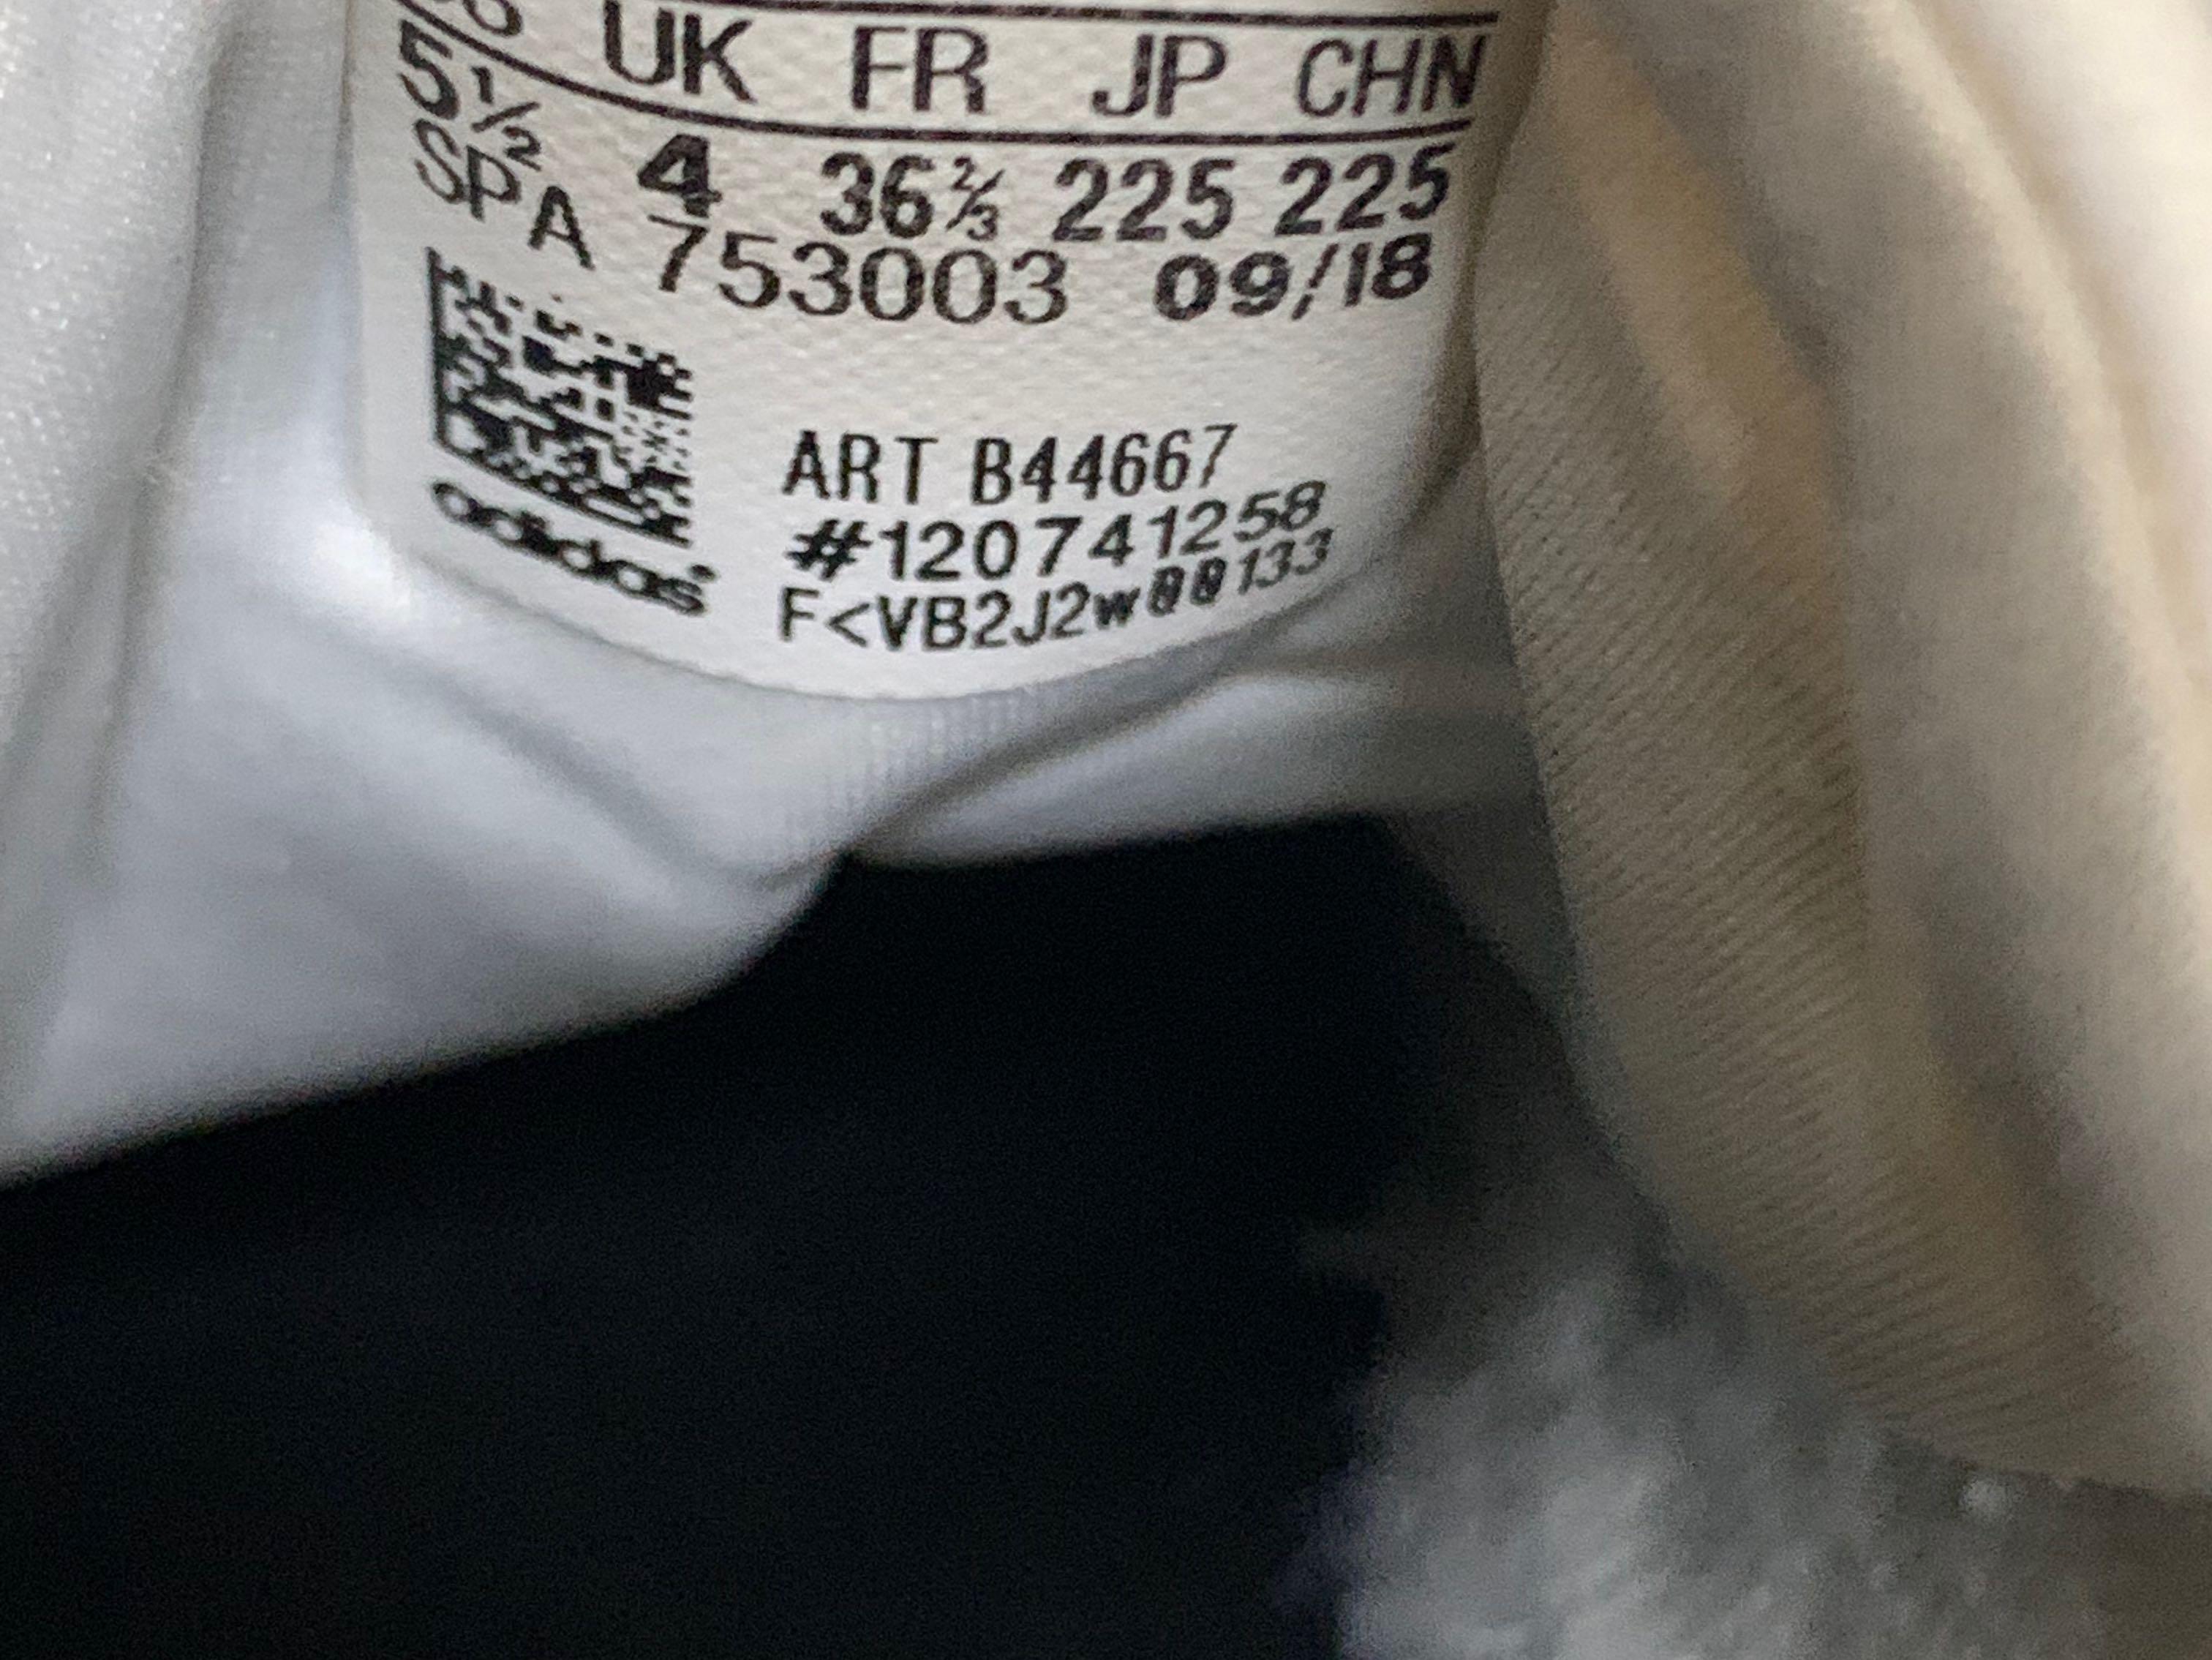 UK FR JP CHN
5½ 4 36⅔ 225 225
SPA 753003 09/18
ART B44667
#120741258
F<VB2J2w00133
adidas